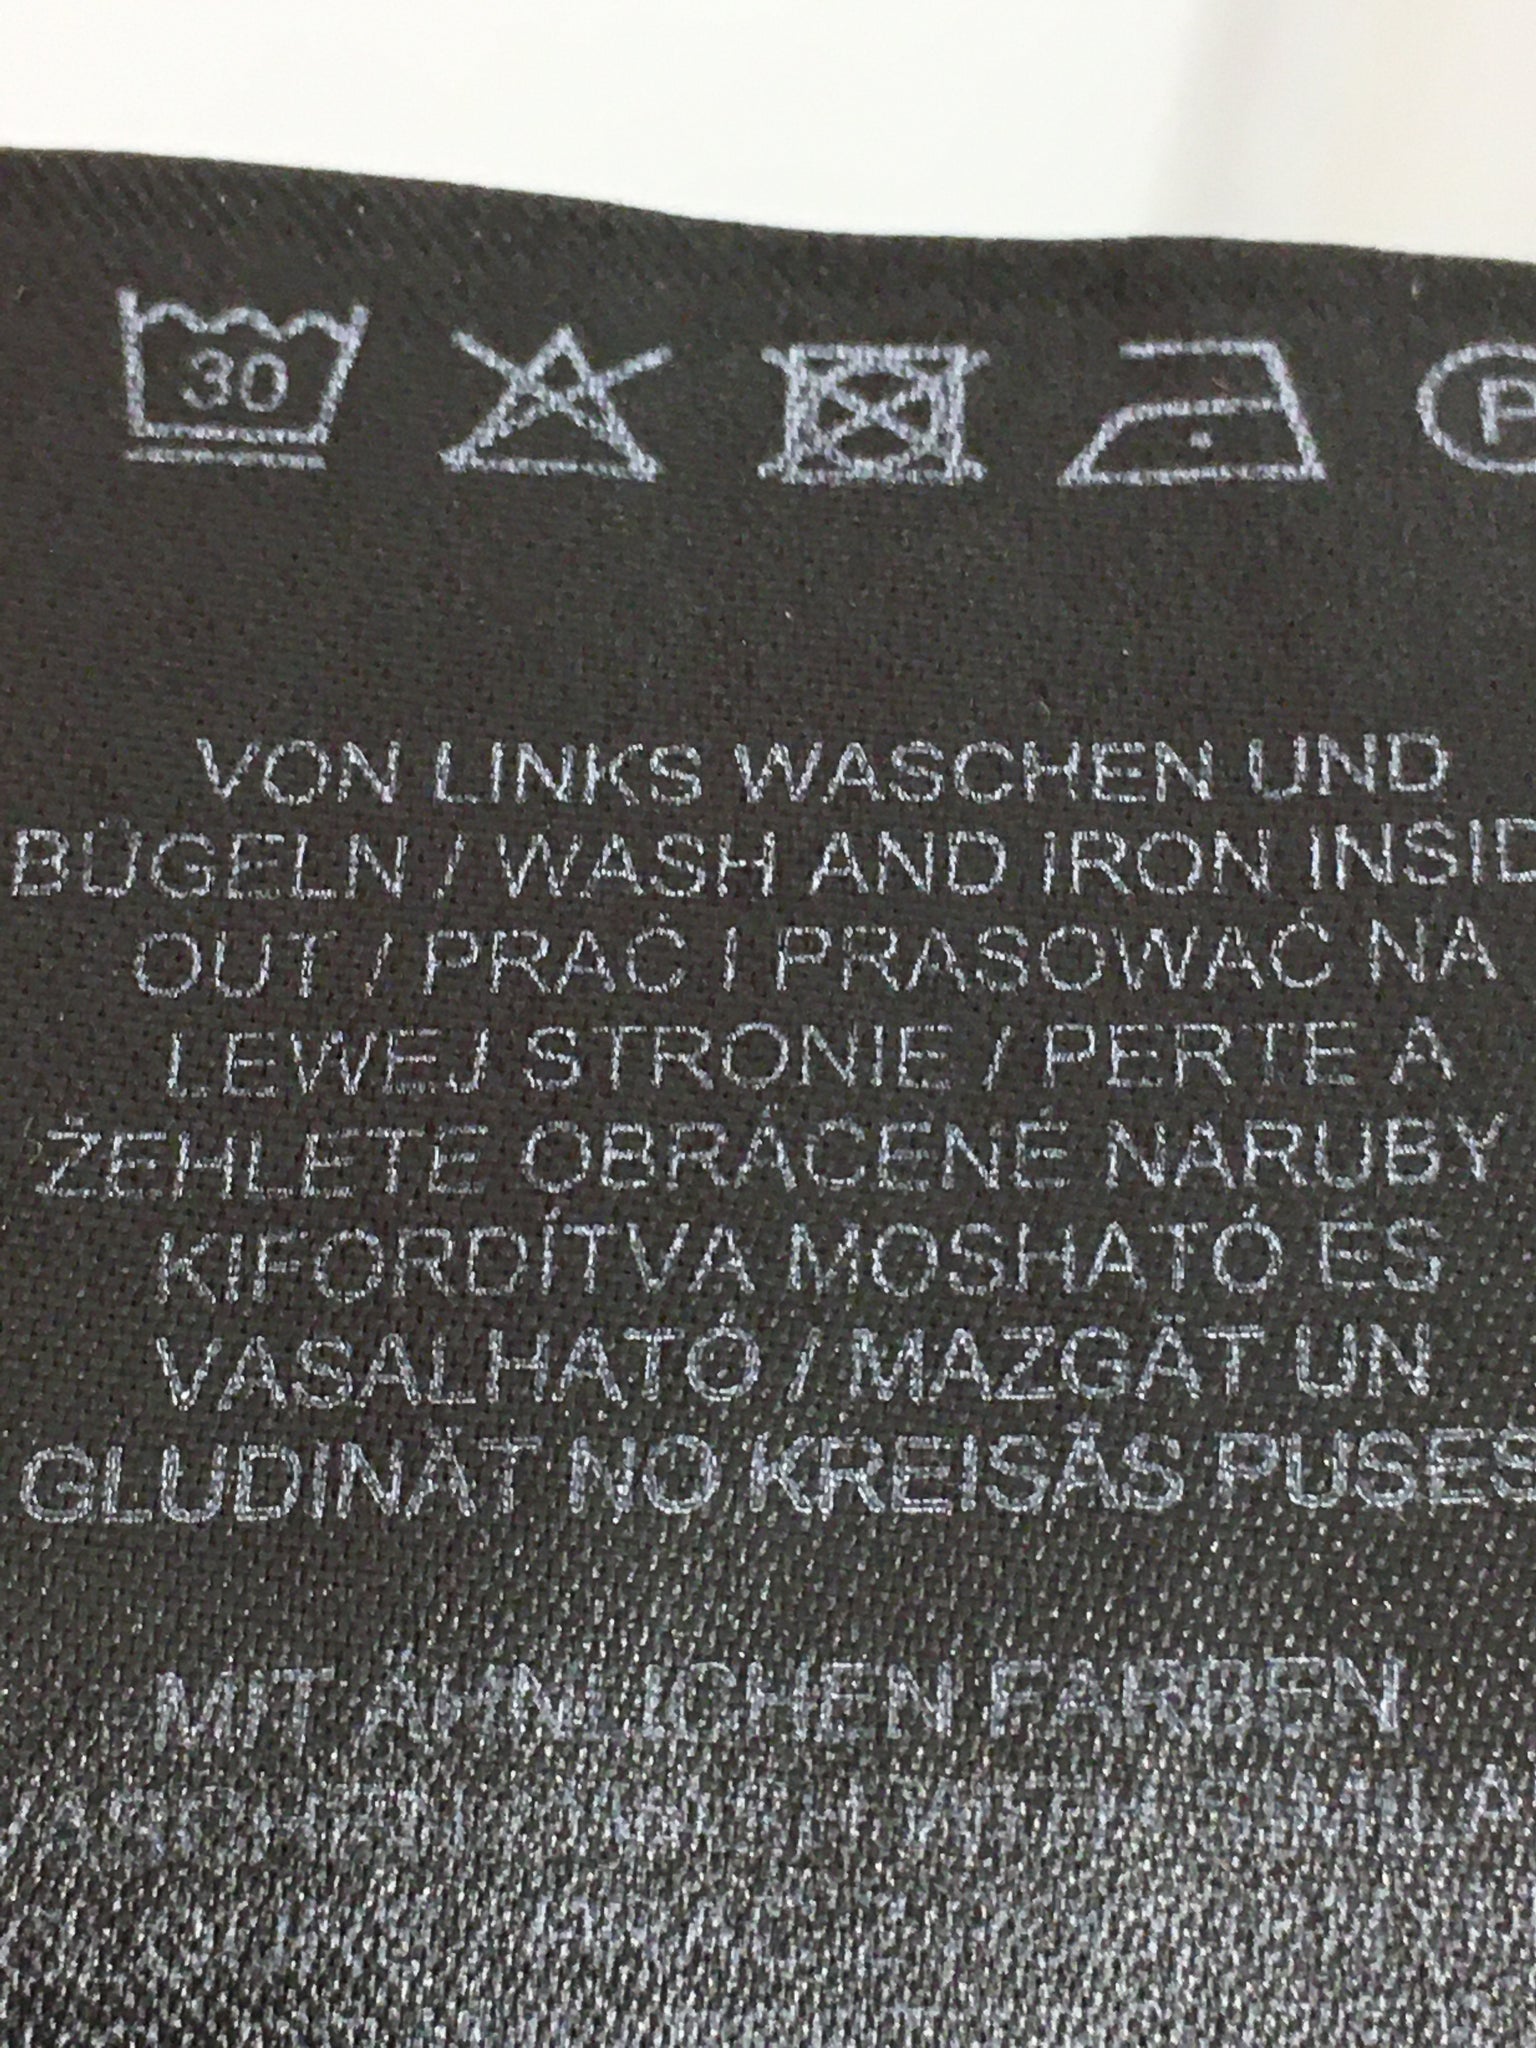 30
P
VON LINKS WASCHEN UND
BÜGELN / WASH AND IRON INSID
OUT / PRAĆ I PRASOWAĆ NA
LEWEJ STRONIE / PERTE A
ŽEHLETE OBRÁCENÉ NARUBY
KIFORDÍTVA MOSHATÓ ÉS
VASALHATÓ / MAZGĀT UN
GLUDINĀT NO KREISĀS PUSES
MIT ÄHNLICHEN FARBEN